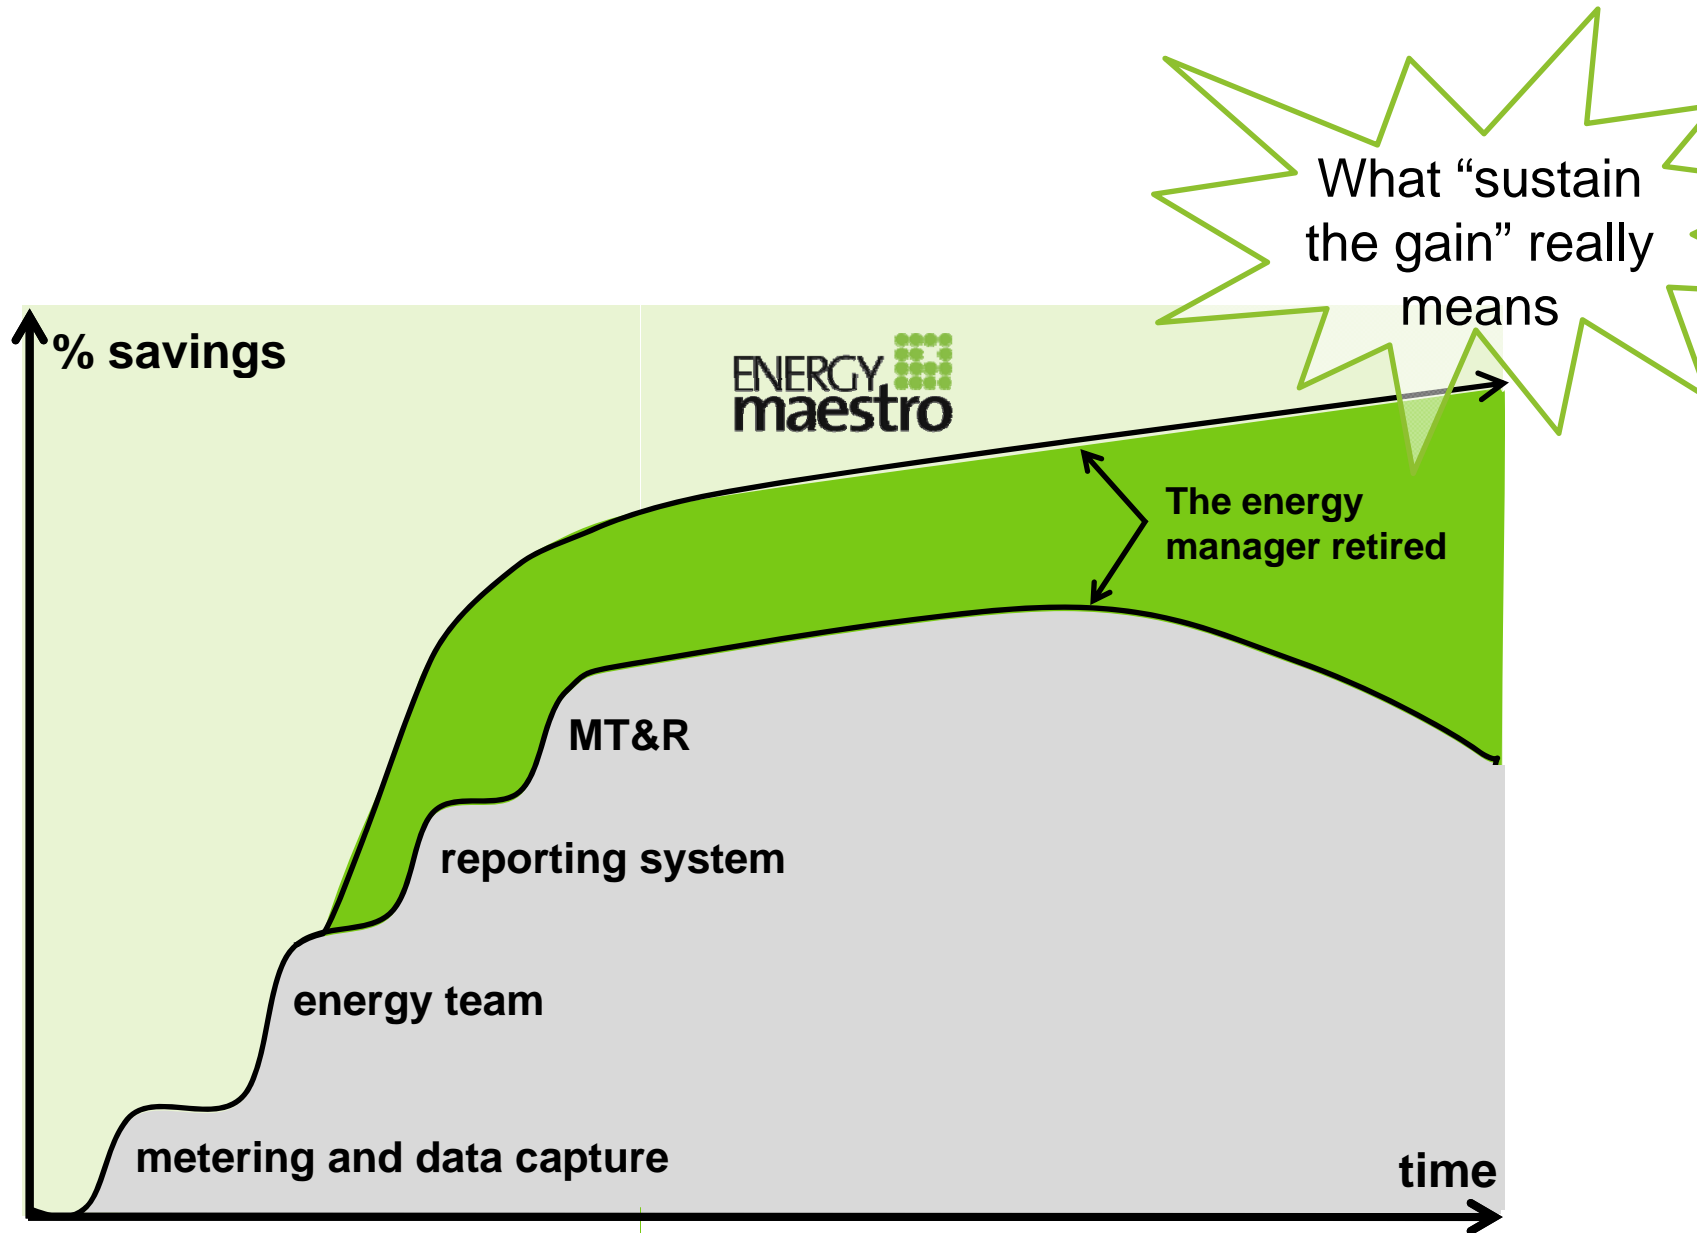 What “sustain
the gain” really
means
% savings
ENERGY
maestro
The energy
manager retired
MT&R
reporting system
energy team
metering and data capture
time